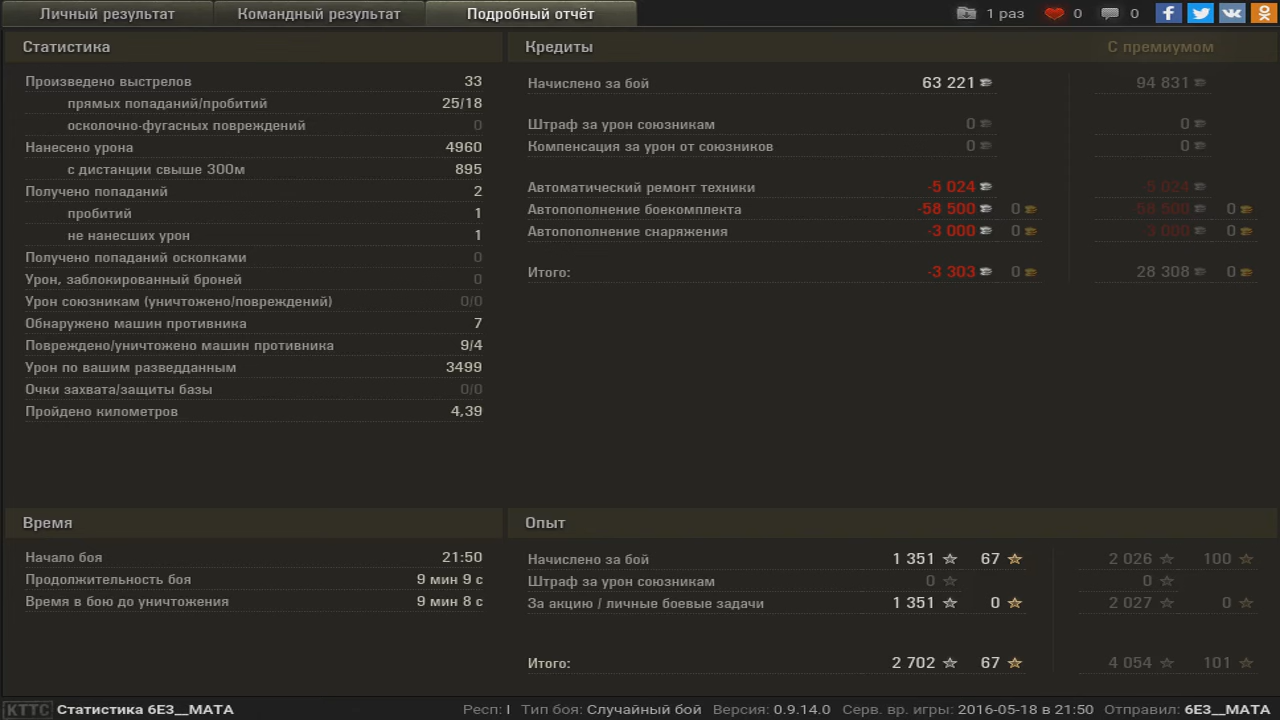 Личный результат Командный результат Подробный отчёт 1 раз 0 0
Статистика
Произведено выстрелов 33
прямых попаданий/пробитий 25/18
осколочно-фугасных повреждений 0
Нанесено урона 4960
с дистанции свыше 300м 895
Получено попаданий 2
пробитий 1
не нанесших урон 1
Получено попаданий осколками 0
Урон, заблокированный броней 0
Урон союзникам (уничтожено/повреждений) 0/0
Обнаружено машин противника 7
Повреждено/уничтожено машин противника 9/4
Урон по вашим разведданным 3499
Очки захвата/защиты базы 0/0
Пройдено километров 4,39
Кредиты С премиумом
Начислено за бой 63 221 94 831
Штраф за урон союзникам 0 0
Компенсация за урон от союзников 0 0
Автоматический ремонт техники -5 024 -5 024
Автопополнение боекомплекта -58 500 0 -58 500 0
Автопополнение снаряжения -3 000 0 -3 000 0
Итого: -3 303 0 28 308 0
Время
Начало боя 21:50
Продолжительность боя 9 мин 9 с
Время в бою до уничтожения 9 мин 8 с
Опыт
Начислено за бой 1 351 67 2 026 100
Штраф за урон союзникам 0 0
За акцию / личные боевые задачи 1 351 0 2 027 0
Итого: 2 702 67 4 054 101
КТТС Статистика 6E3__MATA Респ: I Тип боя: Случайный бой Версия: 0.9.14.0 Серв. вр. игры: 2016-05-18 в 21:50 Отправил: 6E3__MATA